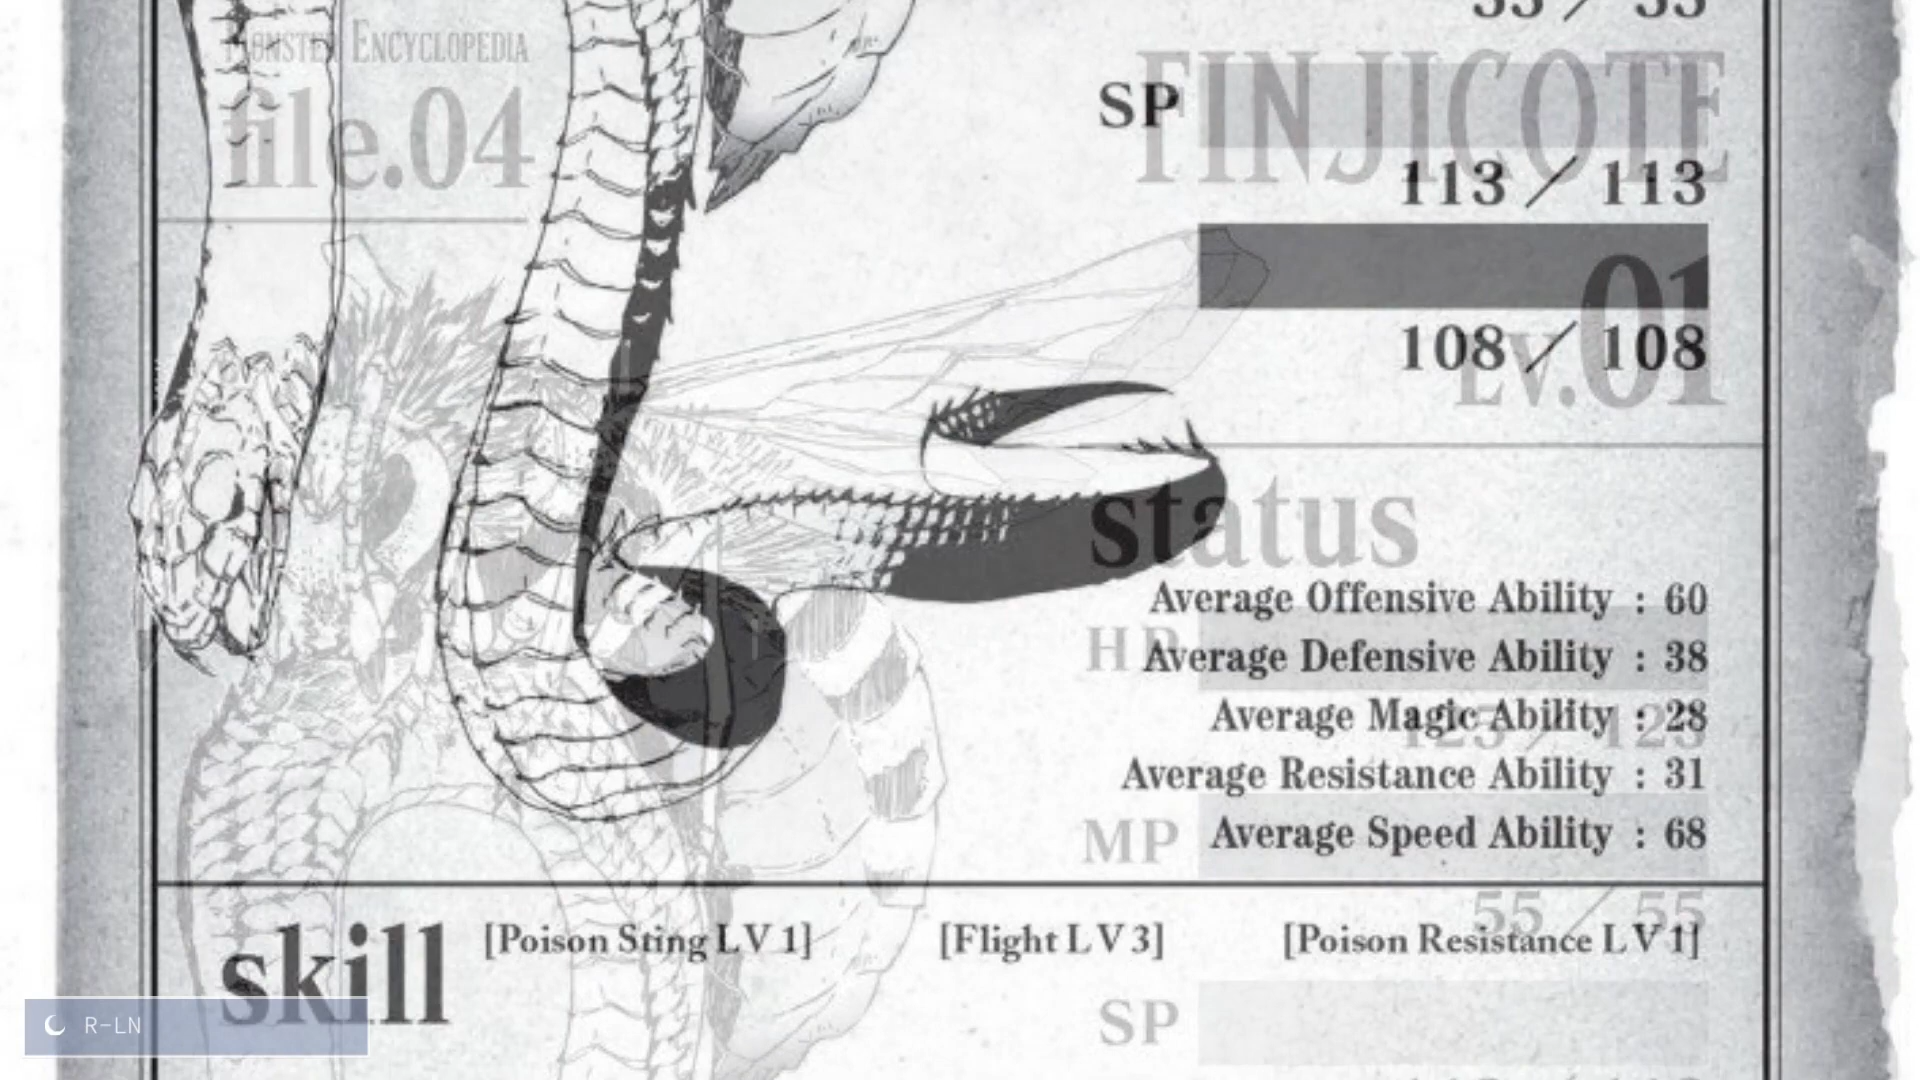 55 / 55
MONSTER ENCYCLOPEDIA
file.04
FINJICOTE
SP
113 / 113
LV.01
108 / 108
status
Average Offensive Ability : 60
HP
Average Defensive Ability : 38
Average Magic Ability : 28
Average Resistance Ability : 31
MP
Average Speed Ability : 68
55 / 55
skill
[Poison Sting LV 1]
[Flight LV 3]
[Poison Resistance LV 1]
SP
R-LN